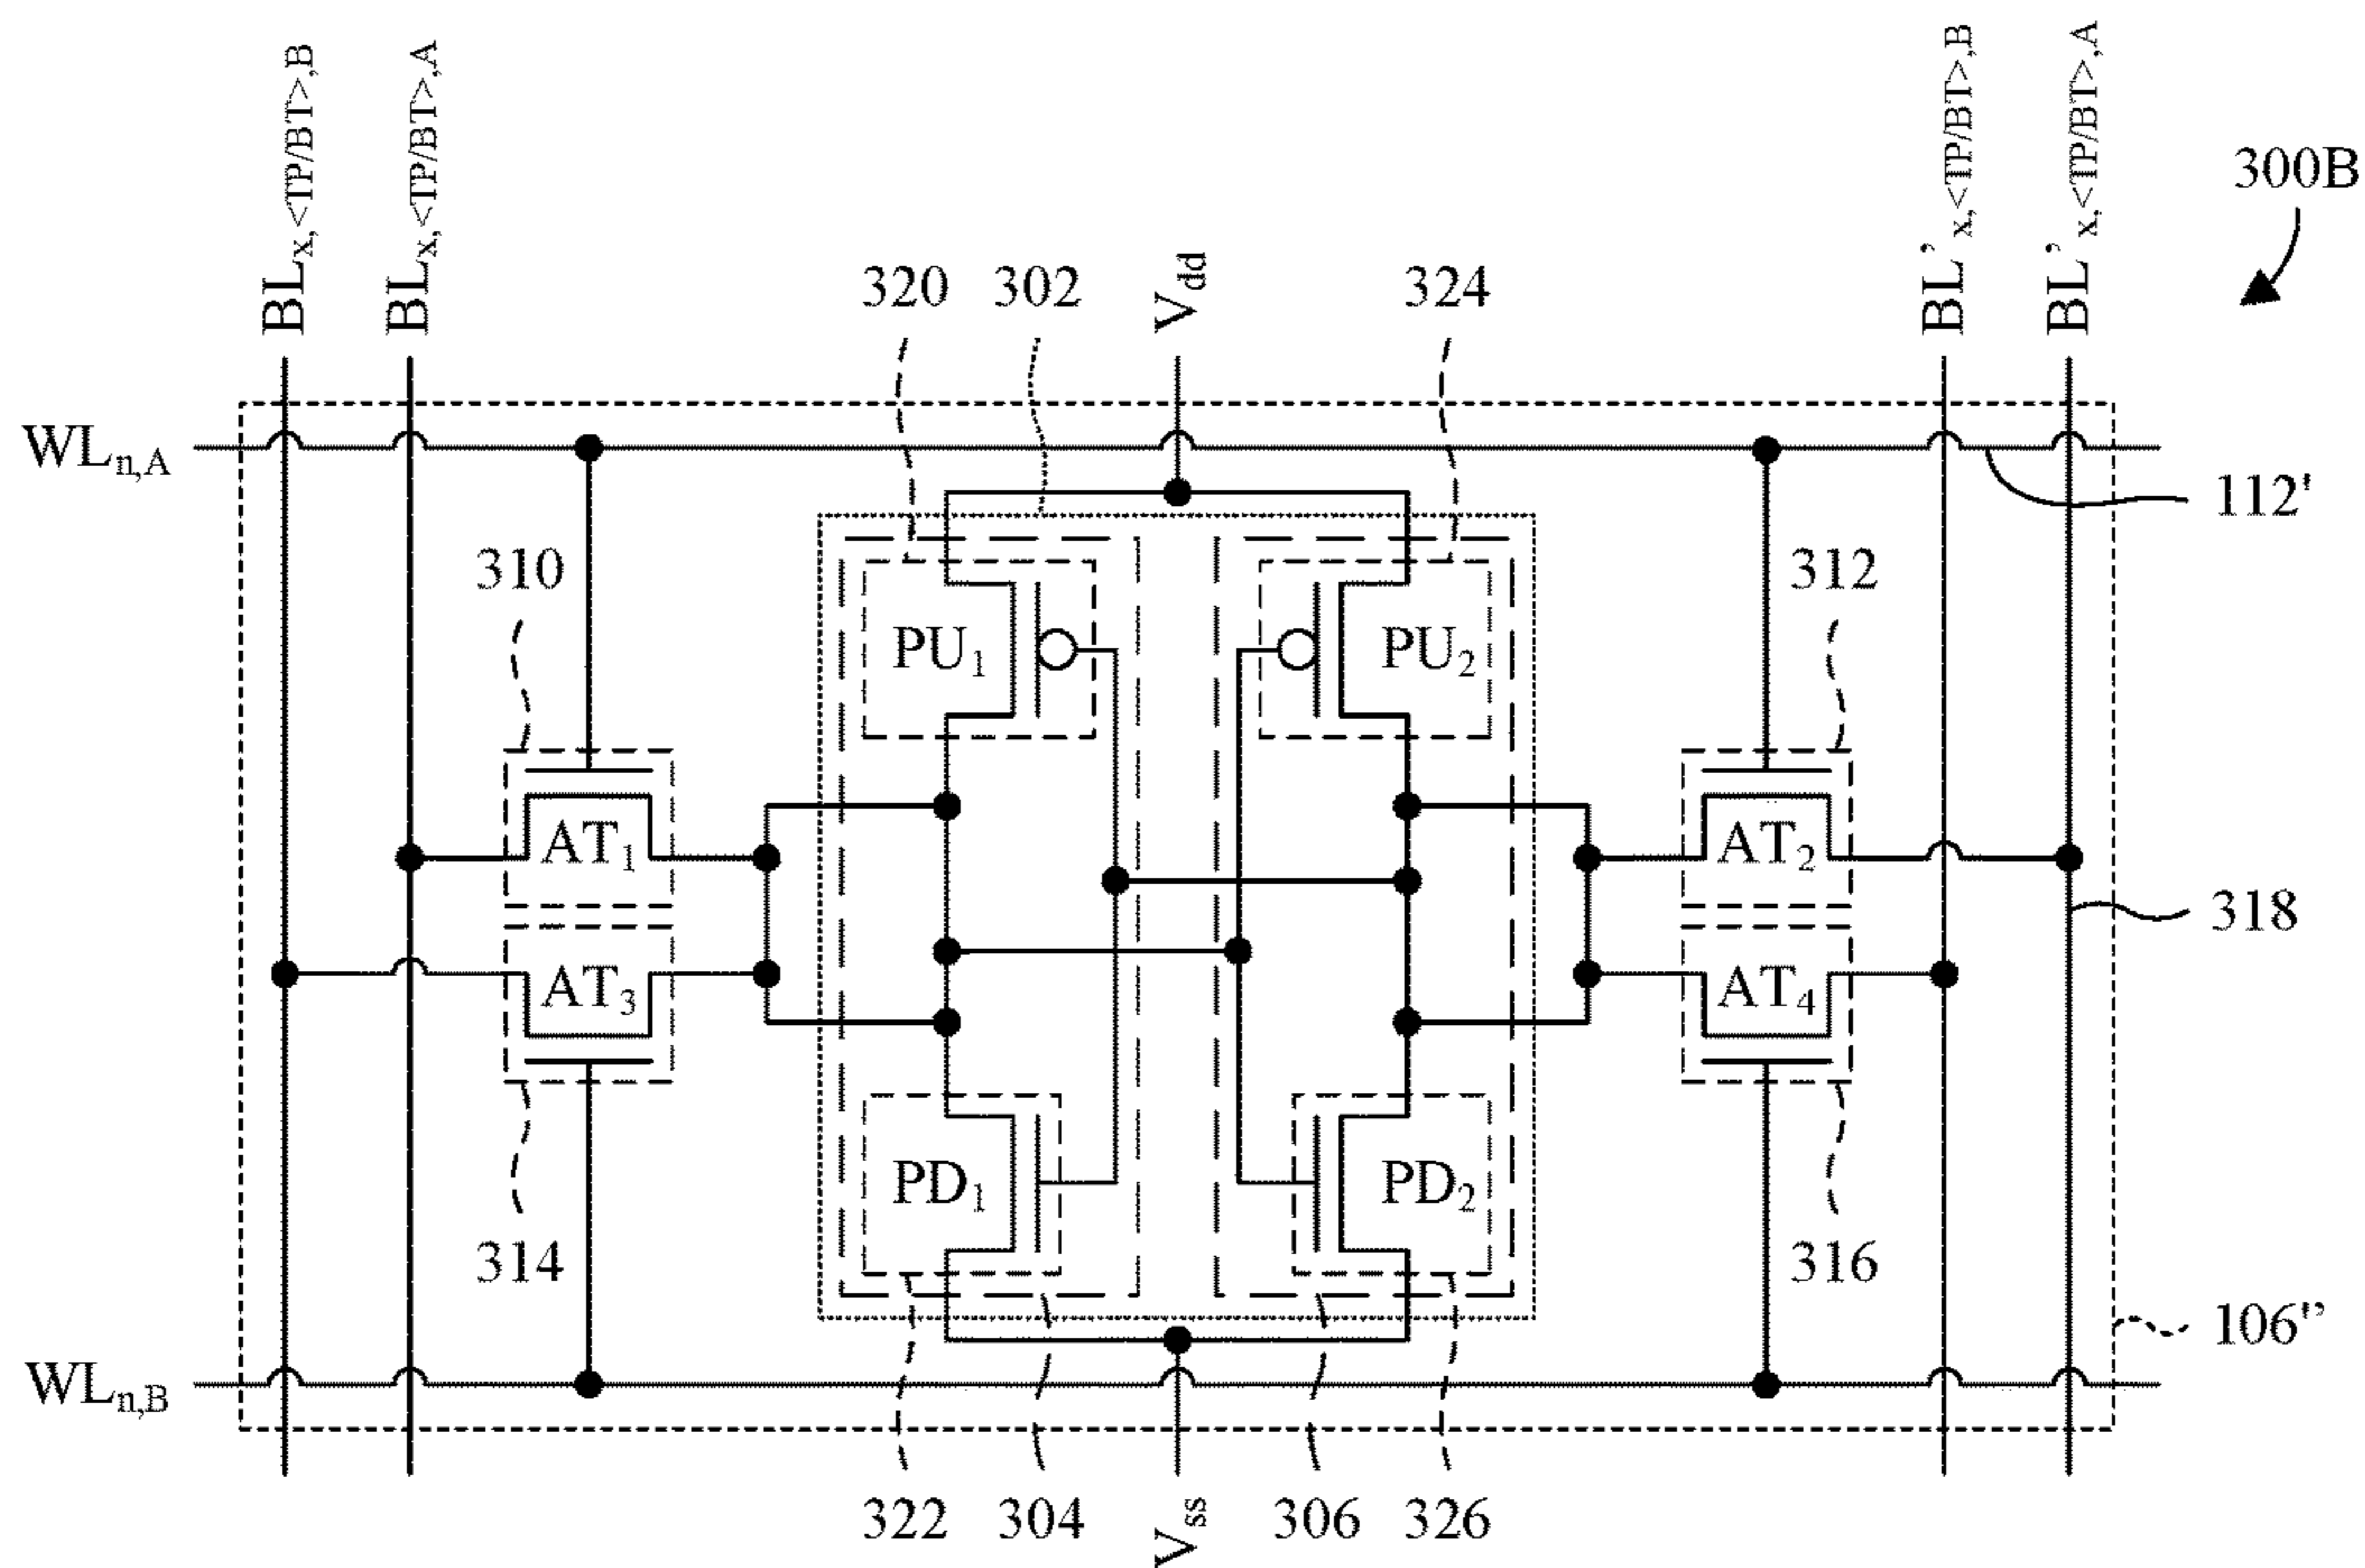 BLx,<TP/BT>,B
BLx,<TP/BT>,A
BL’x,<TP/BT>,B
BL’x,<TP/BT>,A
300B
320
302
Vdd
324
WLn,A
112'
310
312
PU1
PU2
AT1
AT2
318
AT3
AT4
PD1
PD2
314
316
106"’
WLn,B
322
304
Vss
306
326